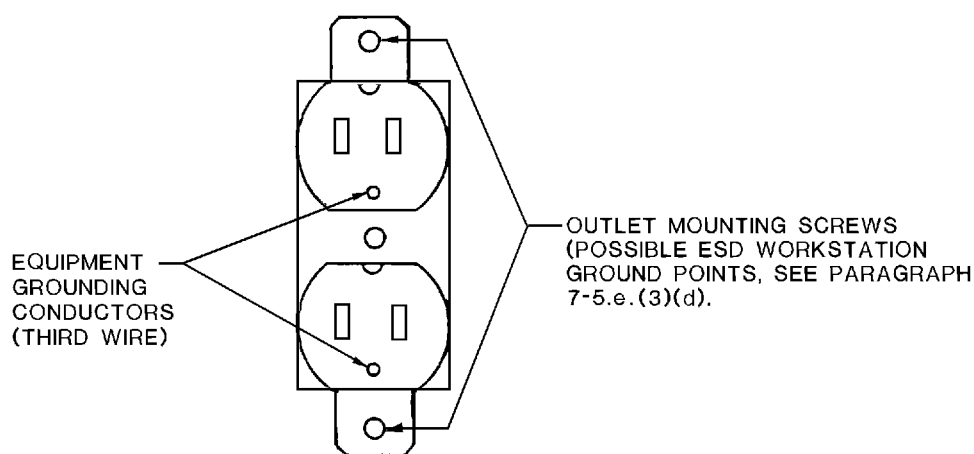 OUTLET MOUNTING SCREWS
(POSSIBLE ESD WORKSTATION
GROUND POINTS, SEE PARAGRAPH
7-5.e.(3)(d).
EQUIPMENT
GROUNDING
CONDUCTORS
(THIRD WIRE)